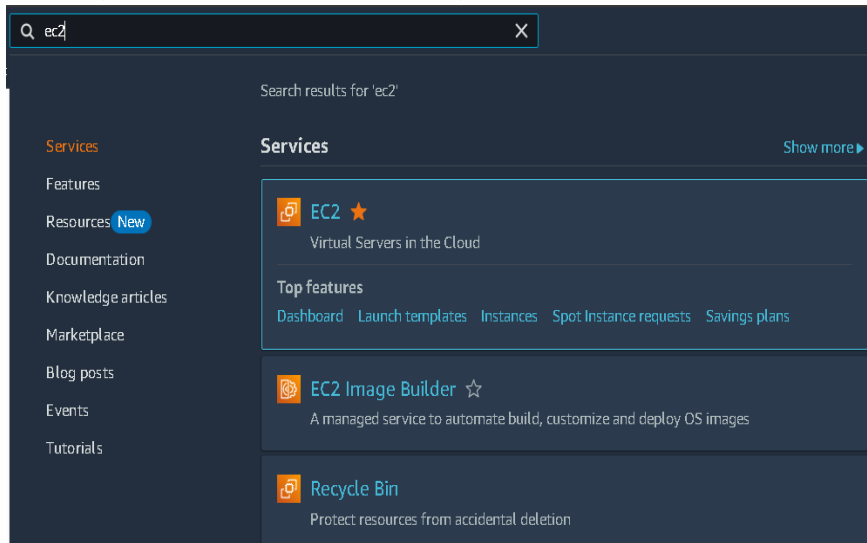 ec2
Search results for 'ec2'
Services
Features
Resources New
Documentation
Knowledge articles
Marketplace
Blog posts
Events
Tutorials
Services
Show more
EC2
Virtual Servers in the Cloud
Top features
Dashboard Launch templates Instances Spot Instance requests Savings plans
EC2 Image Builder
A managed service to automate build, customize and deploy OS images
Recycle Bin
Protect resources from accidental deletion